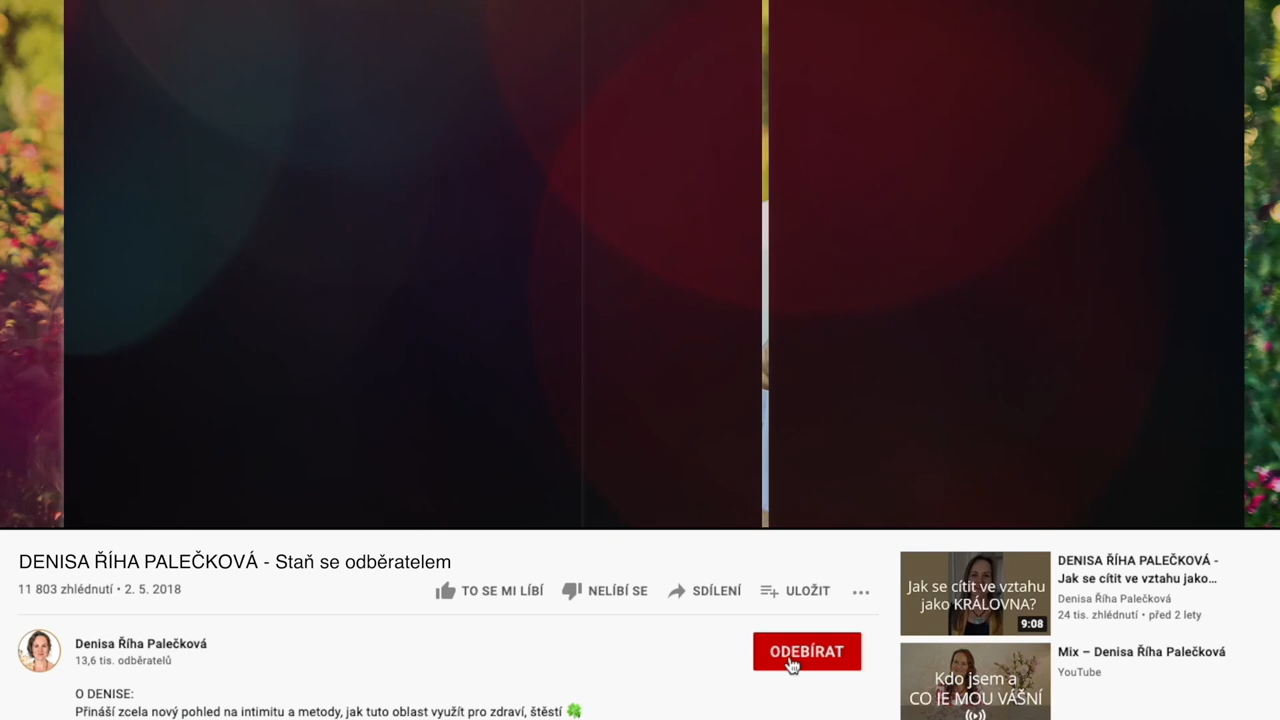 DENISA ŘÍHA PALEČKOVÁ - Staň se odběratelem
11 803 zhlédnutí • 2. 5. 2018
TO SE MI LÍBÍ
NELÍBÍ SE
SDÍLENÍ
ULOŽIT
Denisa Říha Palečková
13,6 tis. odběratelů
ODEBÍRAT
O DENISE:
Přináší zcela nový pohled na intimitu a metody, jak tuto oblast využít pro zdraví, štěstí 🍀
Jak se cítit ve vztahu
jako KRÁLOVNA?
9:08
DENISA ŘÍHA PALEČKOVÁ -
Jak se cítit ve vztahu jako…
Denisa Říha Palečková
24 tis. zhlédnutí • před 2 lety
Kdo jsem a
CO JE MOU VÁŠNÍ
Mix – Denisa Říha Palečková
YouTube